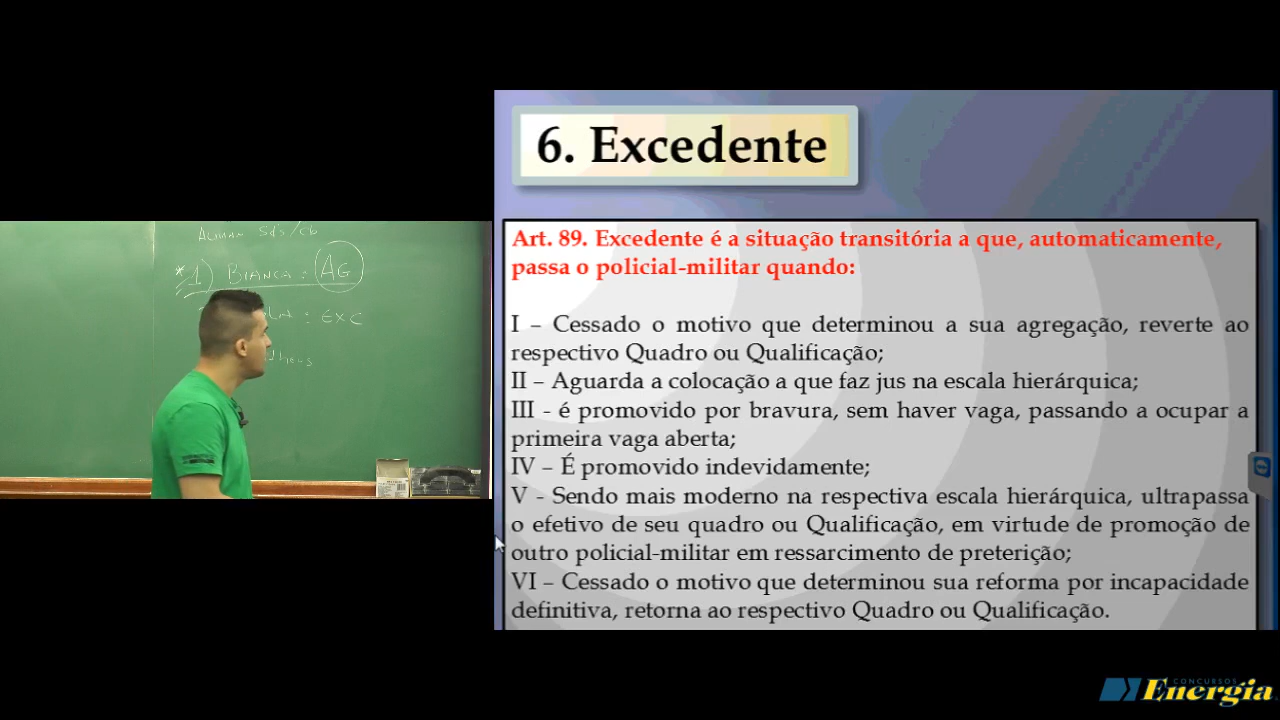 6. Excedente
Art. 89. Excedente é a situação transitória a que, automaticamente,
passa o policial-militar quando:
I – Cessado o motivo que determinou a sua agregação, reverte ao
respectivo Quadro ou Qualificação;
II – Aguarda a colocação a que faz jus na escala hierárquica;
III - é promovido por bravura, sem haver vaga, passando a ocupar a
primeira vaga aberta;
IV – É promovido indevidamente;
V - Sendo mais moderno na respectiva escala hierárquica, ultrapassa
o efetivo de seu quadro ou Qualificação, em virtude de promoção de
outro policial-militar em ressarcimento de preterição;
VI – Cessado o motivo que determinou sua reforma por incapacidade
definitiva, retorna ao respectivo Quadro ou Qualificação.
*1) BIANCA : AG
: EXC
CONCURSOS
Energia